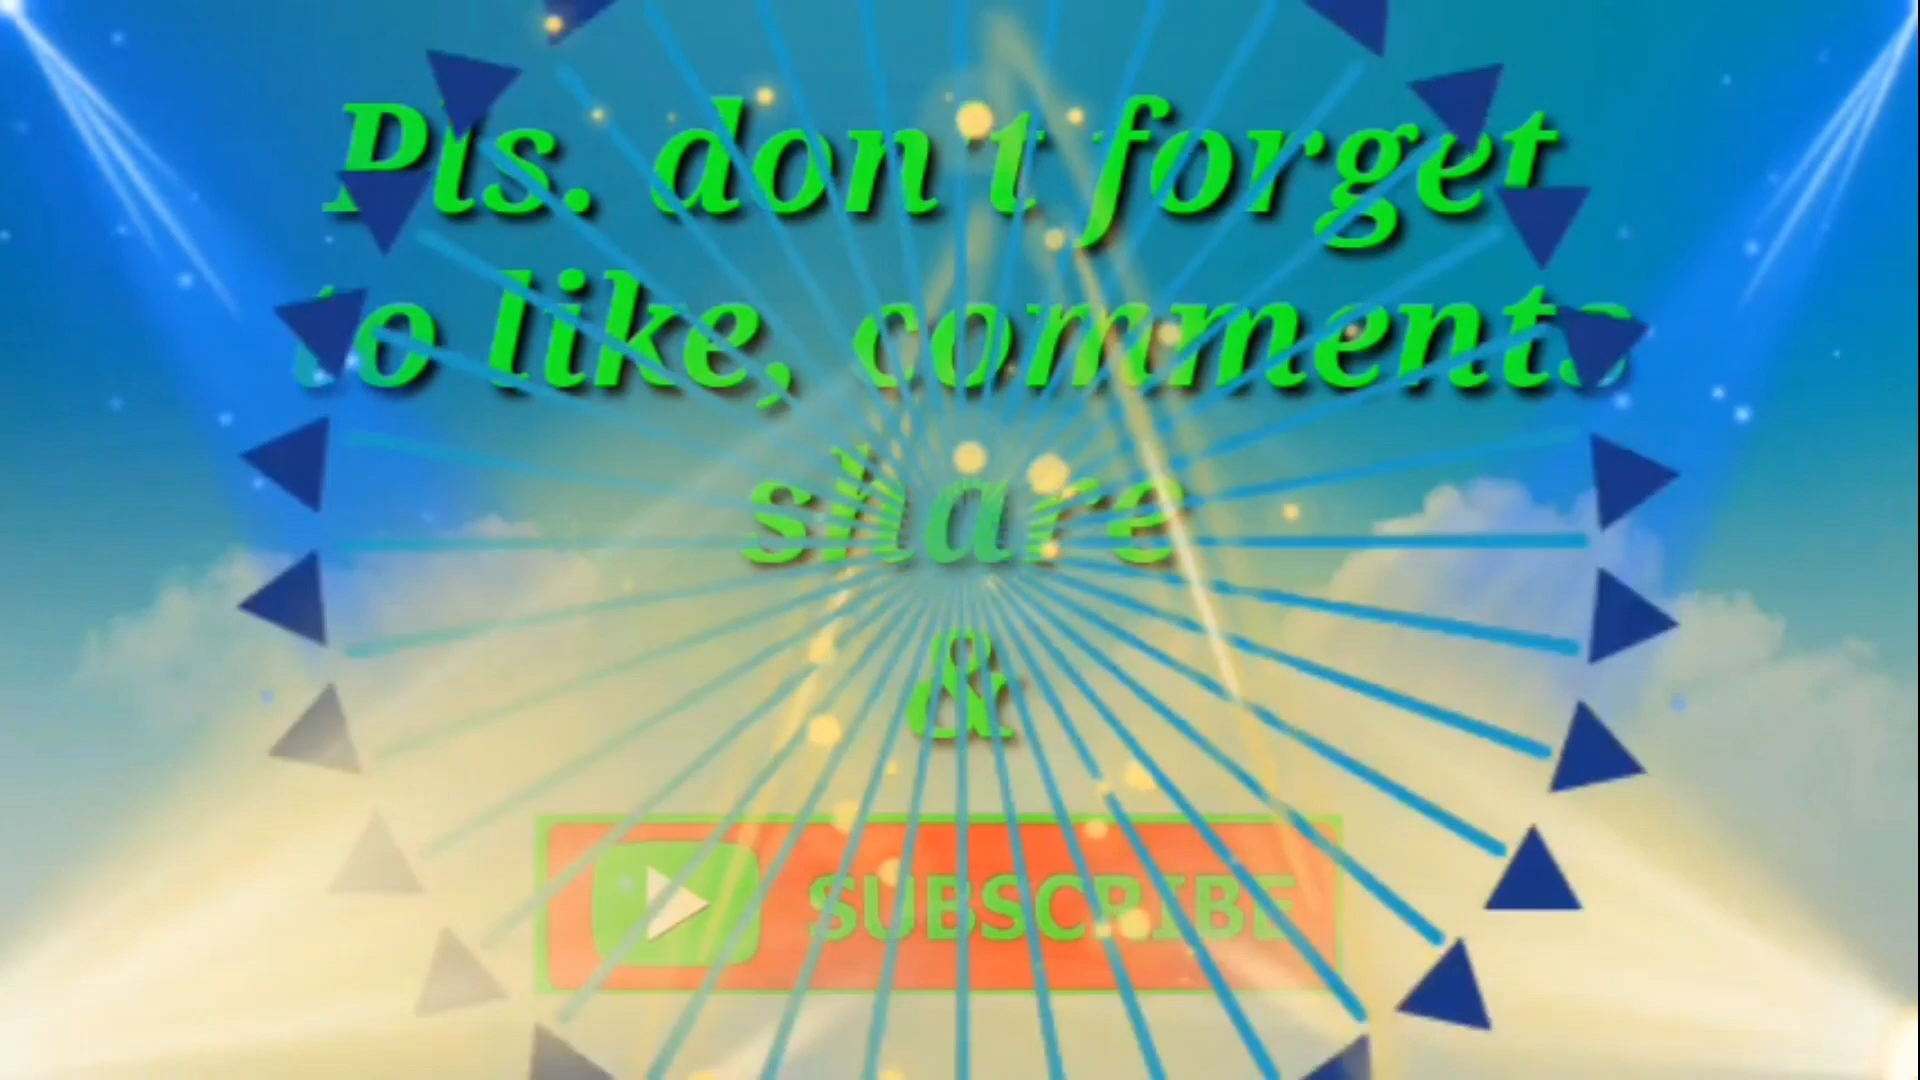 Pls. don't forget
to like, comments
share
&
SUBSCRIBE